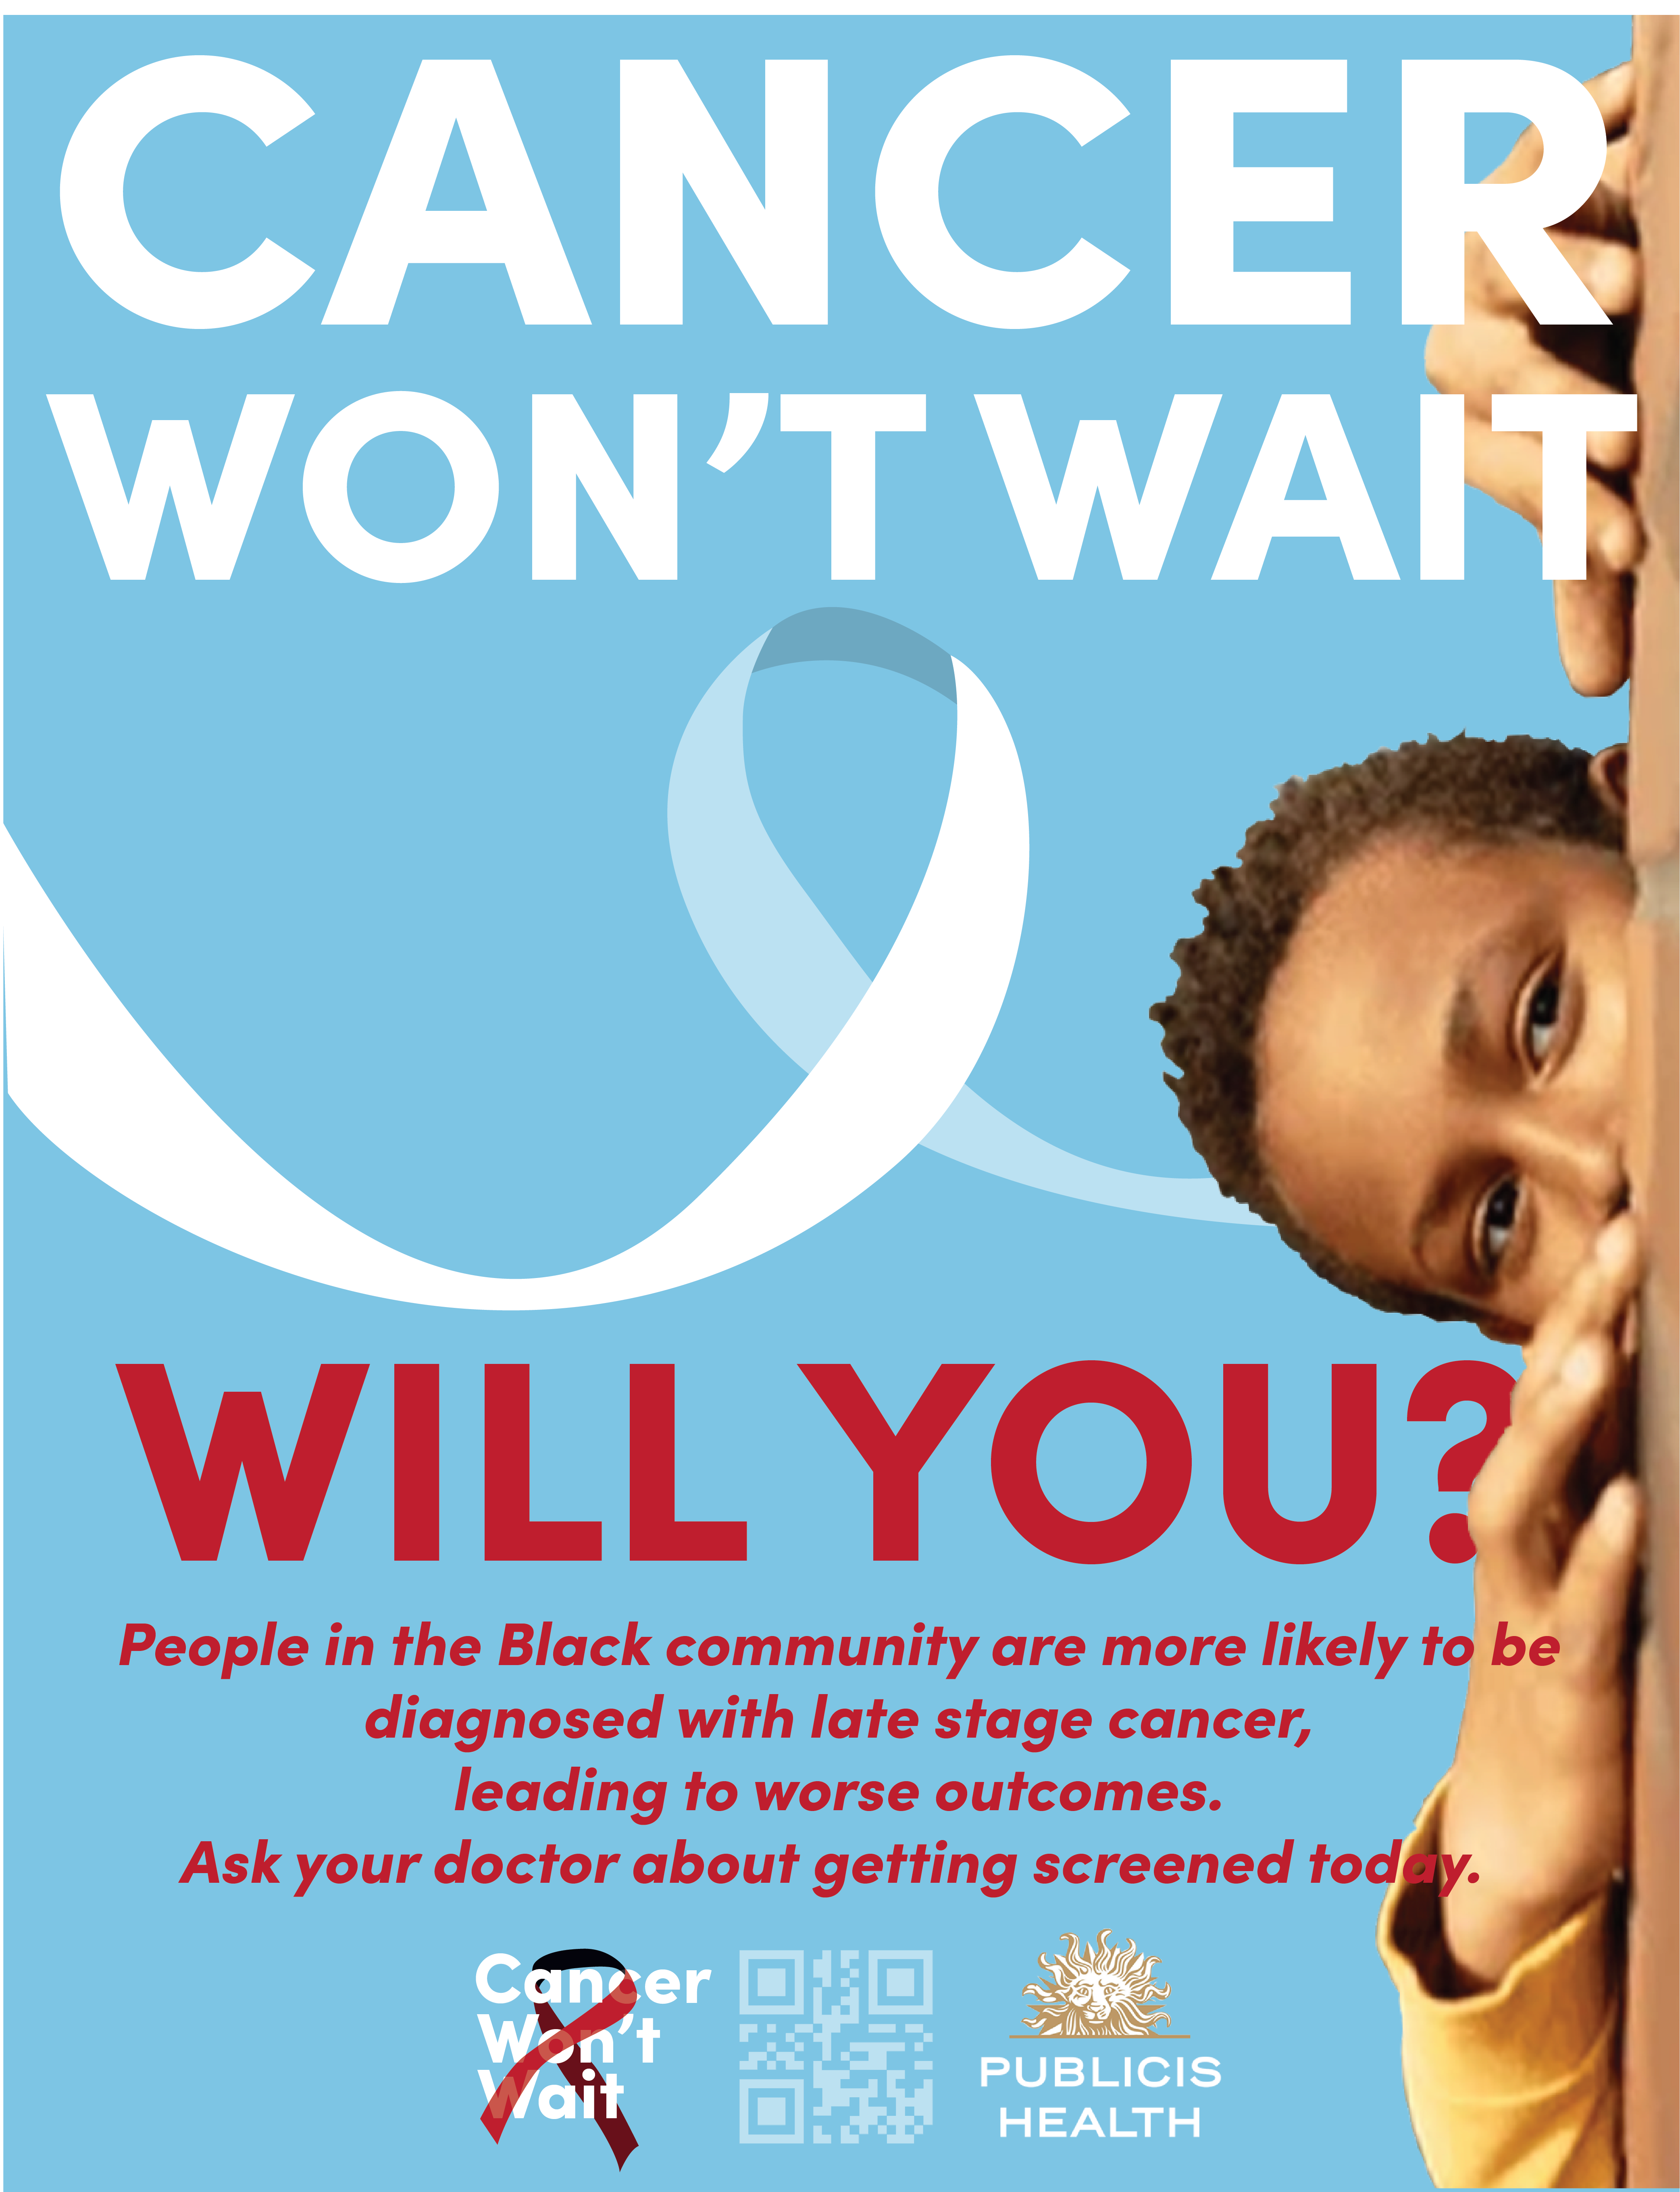 CANCER
WON’T WAIT
WILL YOU?
People in the Black community are more likely to be
diagnosed with late stage cancer,
leading to worse outcomes.
Ask your doctor about getting screened today.
Cancer
Won’t
Wait
PUBLICIS
HEALTH